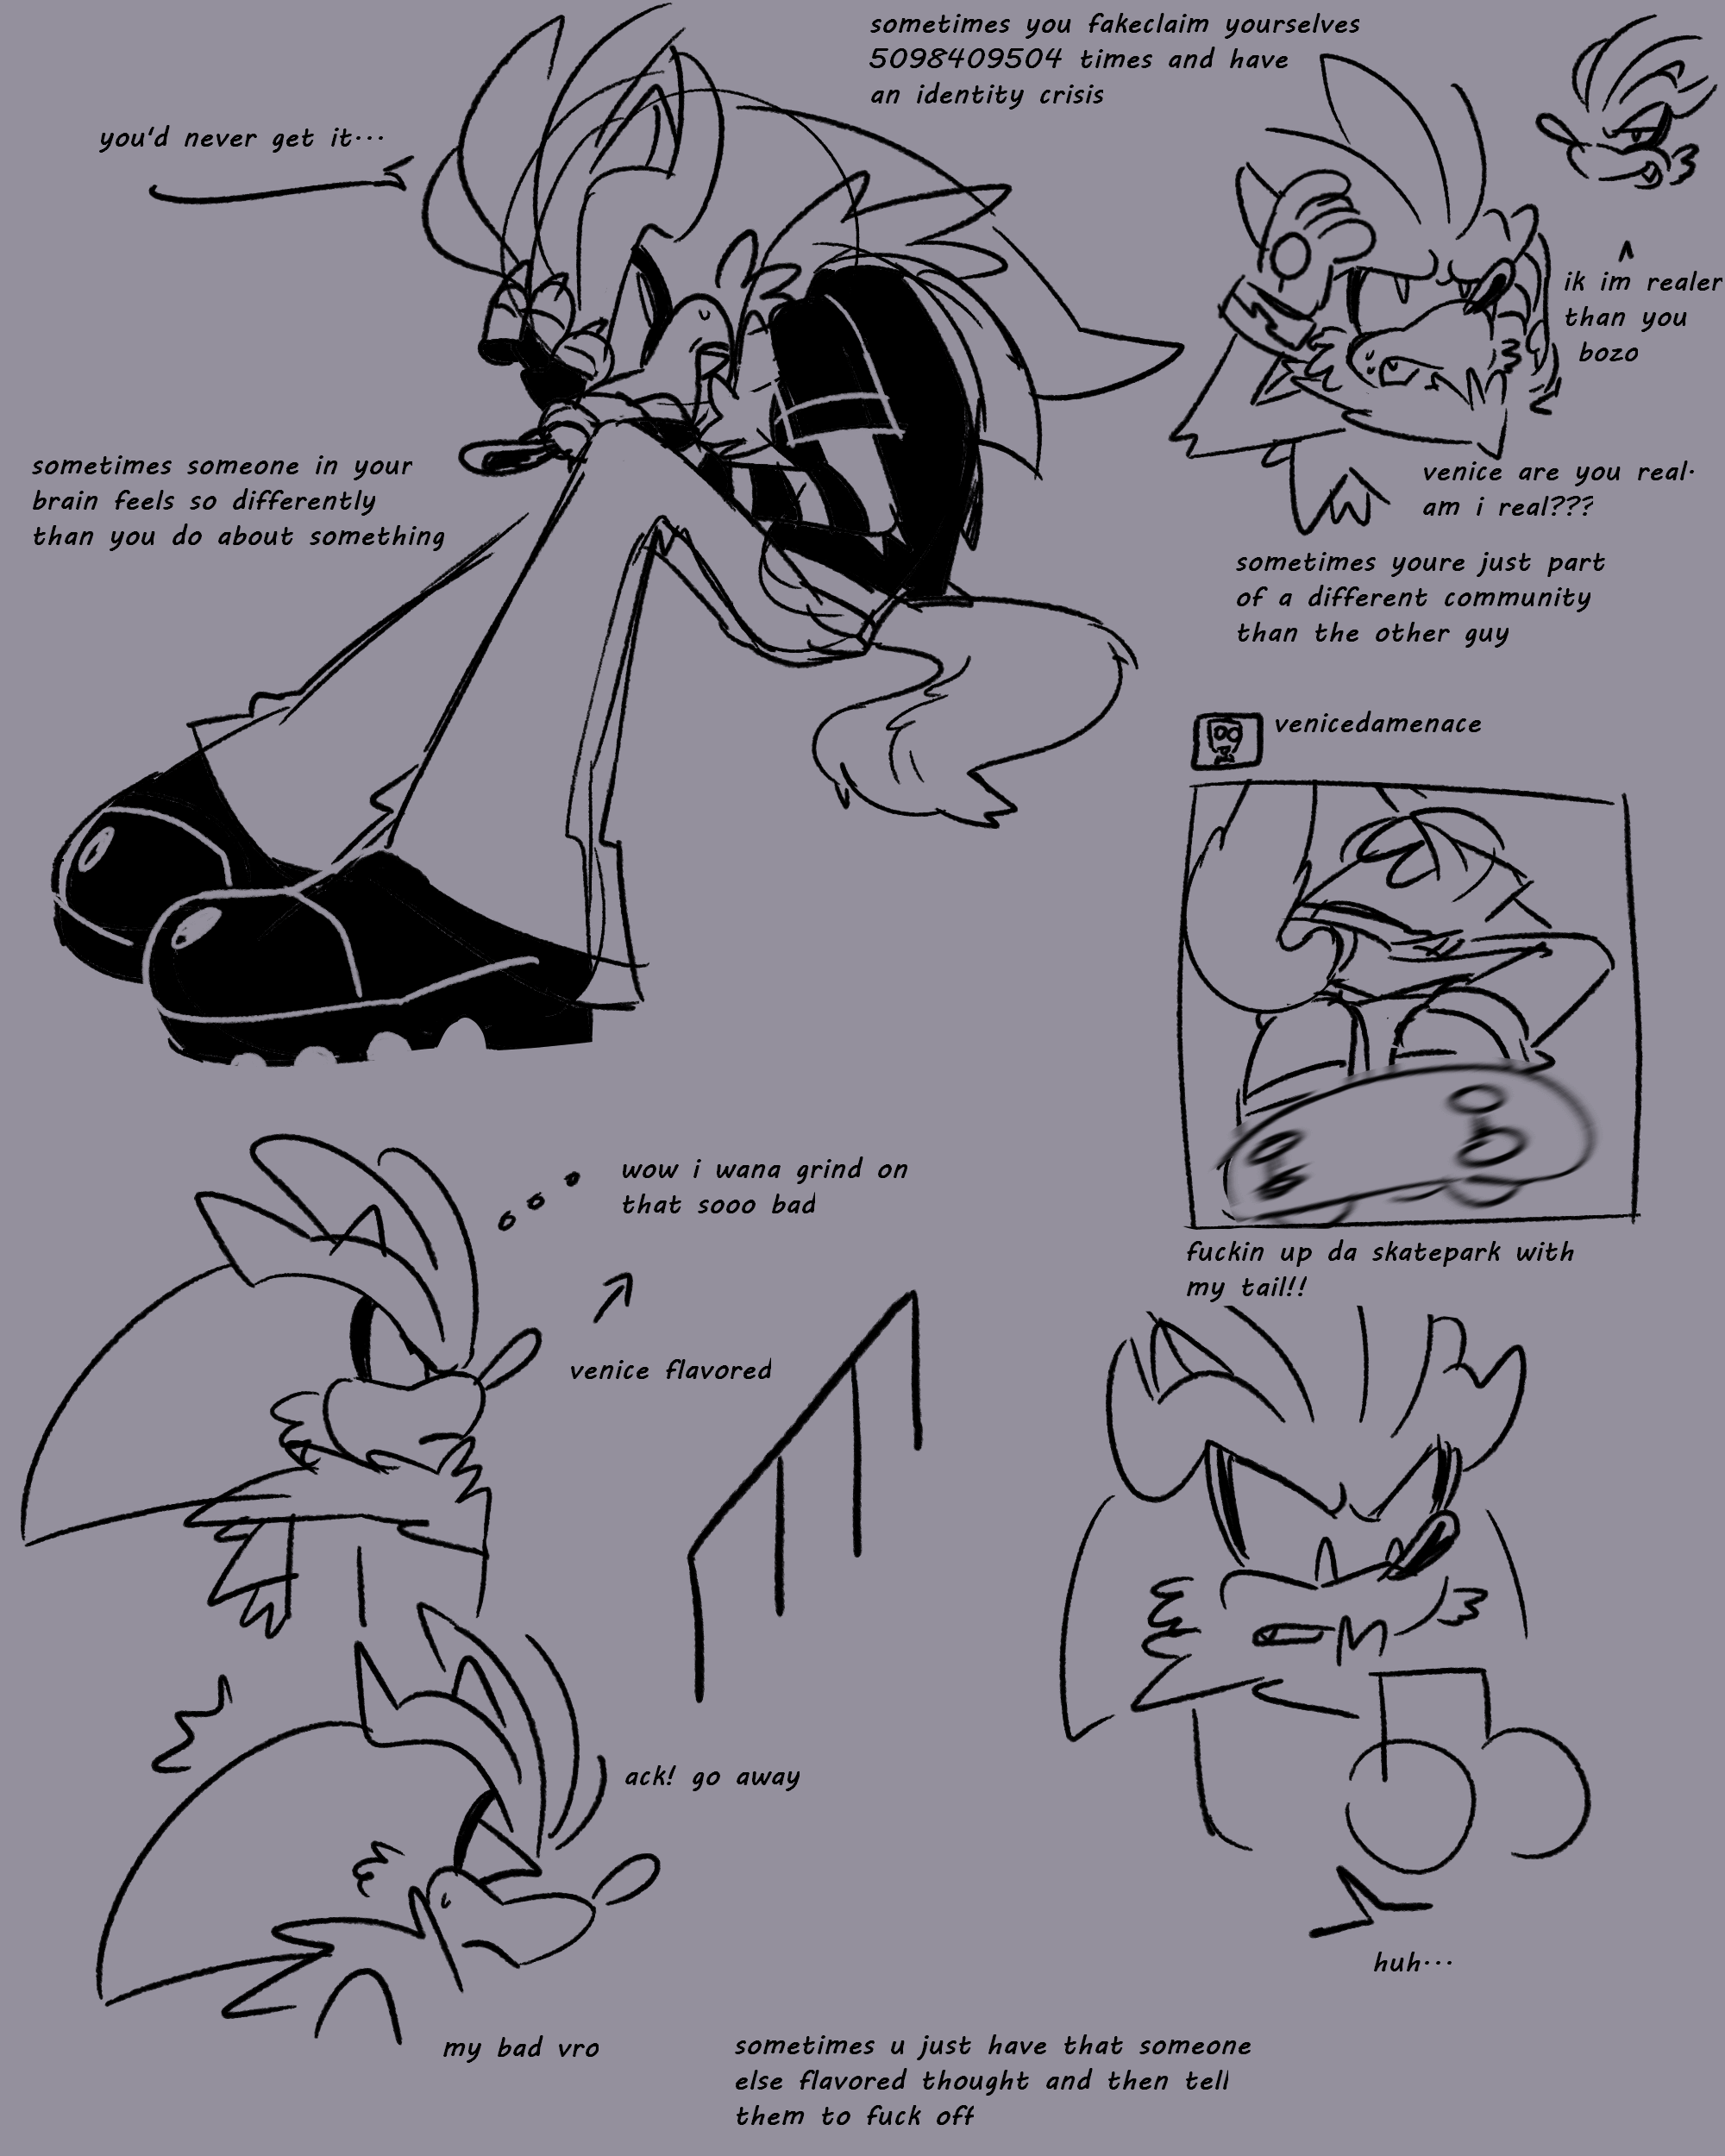 sometimes you fakeclaim yourselves
5098409504 times and have
an identity crisis
you'd never get it...
ik im realer
than you
bozo
sometimes someone in your
brain feels so differently
than you do about something
venice are you real.
am i real???
sometimes youre just part
of a different community
than the other guy
venicedamenace
wow i wana grind on
that sooo bad
fuckin up da skatepark with
my tail!!
venice flavored
ack! go away
huh...
my bad vro
sometimes u just have that someone
else flavored thought and then tell
them to fuck off